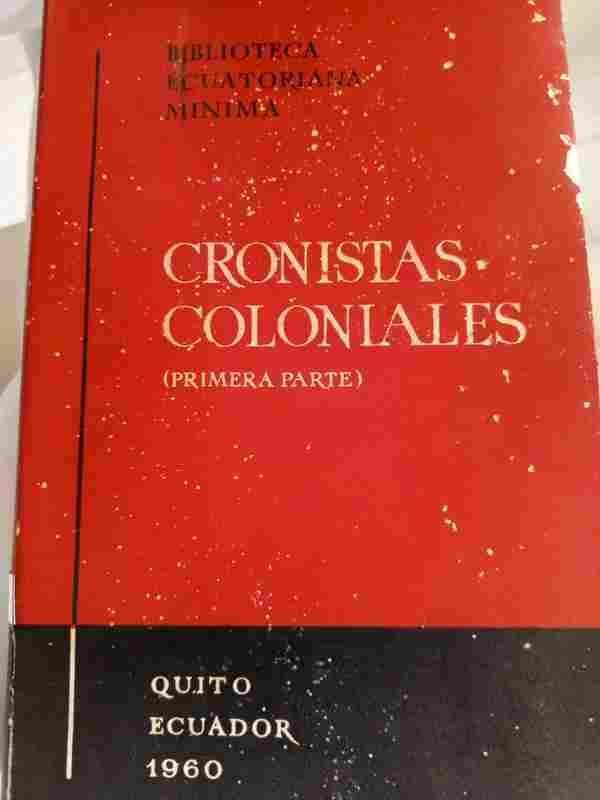 BIBLIOTECA
ECUATORIANA
MINIMA
CRONISTAS
COLONIALES
(PRIMERA PARTE)
QUITO
ECUADOR
1960